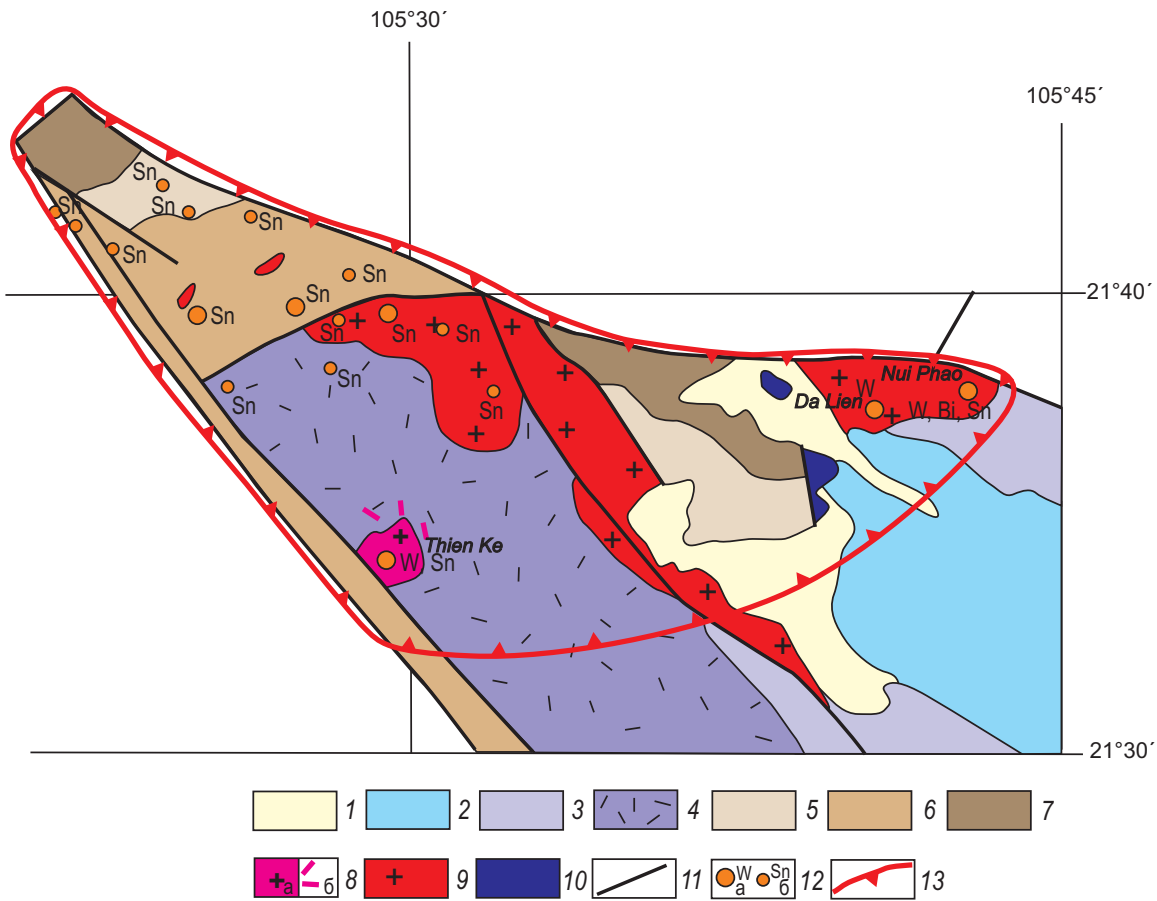 105°30´
105°45´
Sn
Sn
Sn
Sn
Sn
Sn
Sn
Sn
21°40´
Sn
Sn
Sn
Nui Phao
W
Da Lien
W, Bi, Sn
Sn
Sn
Sn
Thien Ke
W, Sn
21°30´
1 2 3 4 5 6 7
а б 8 9 10 11 W а Sn б 12 13